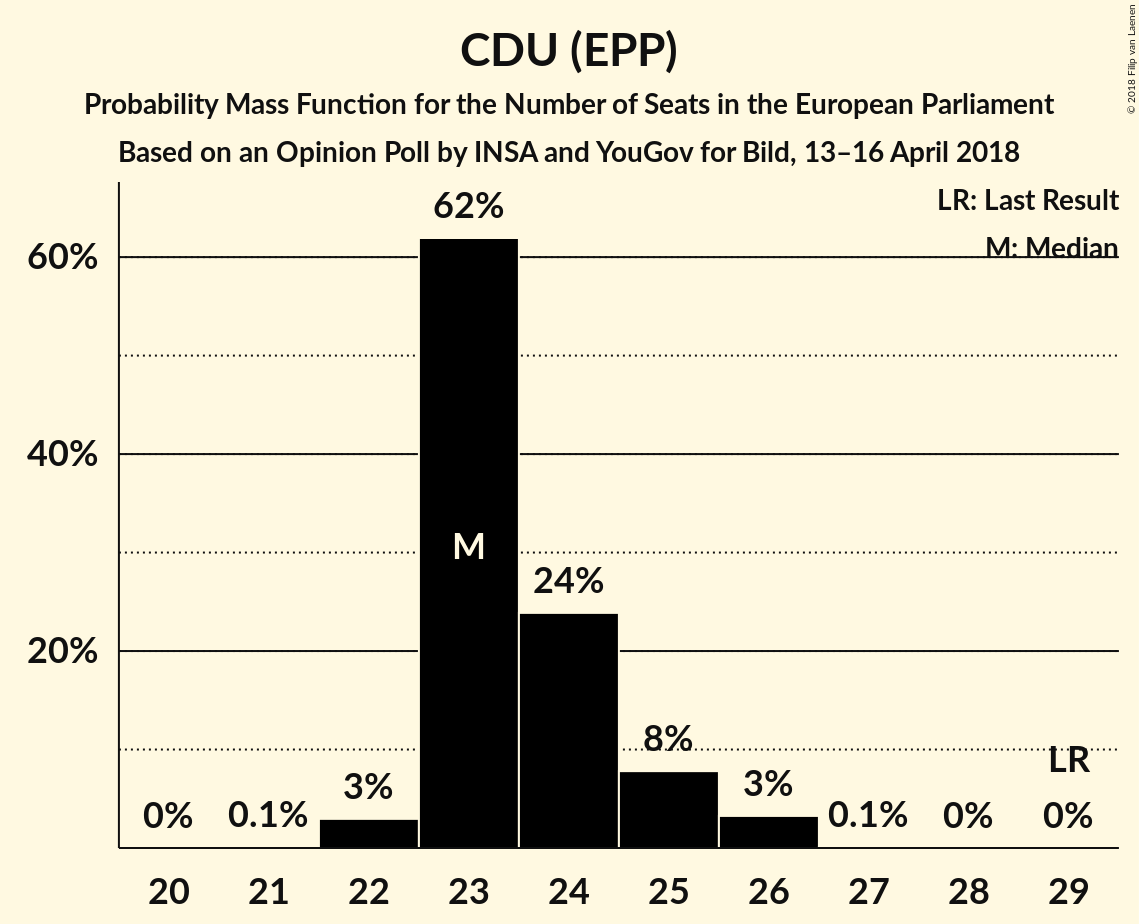 CDU (EPP)
Probability Mass Function for the Number of Seats in the European Parliament
Based on an Opinion Poll by INSA and YouGov for Bild, 13–16 April 2018
© 2018 Filip van Laenen
LR: Last Result
M: Median
60%
40%
20%
0%
0.1%
3%
62%
M
24%
8%
3%
0.1%
0%
LR
0%
20 21 22 23 24 25 26 27 28 29